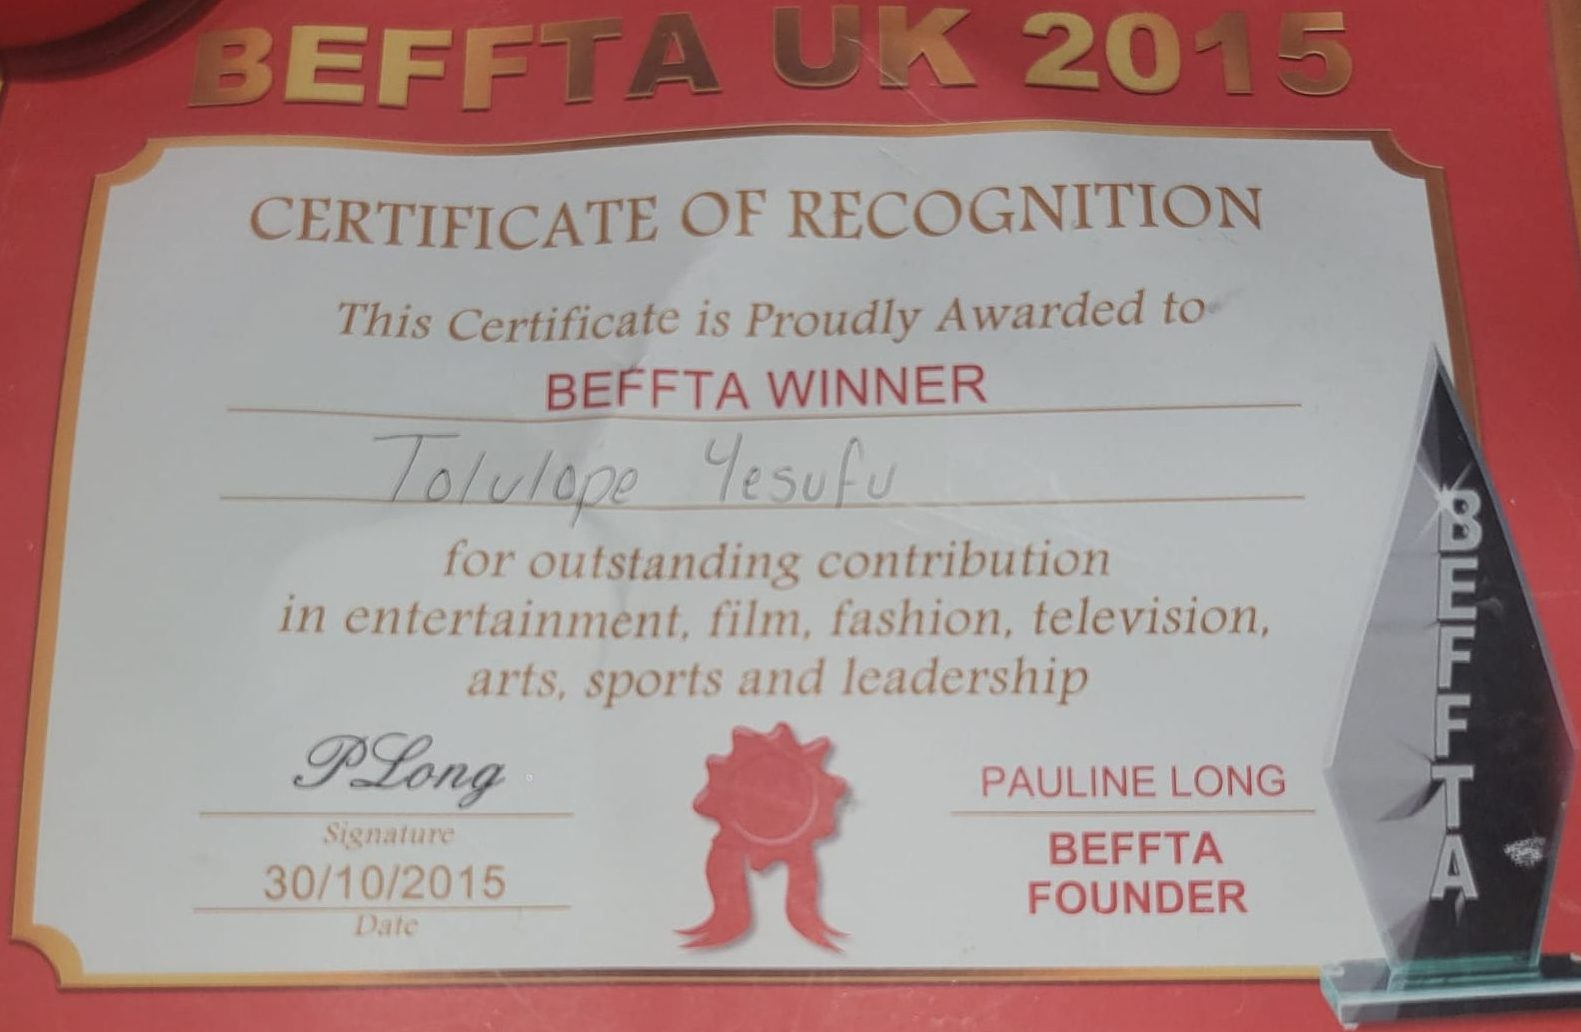 BEFFTA UK 2015
CERTIFICATE OF RECOGNITION
This Certificate is Proudly Awarded to
BEFFTA WINNER
Tolulope Yesufu
for outstanding contribution
in entertainment, film, fashion, television,
arts, sports and leadership
PLong
Signature
30/10/2015
Date
PAULINE LONG
BEFFTA
FOUNDER
BEFFTA